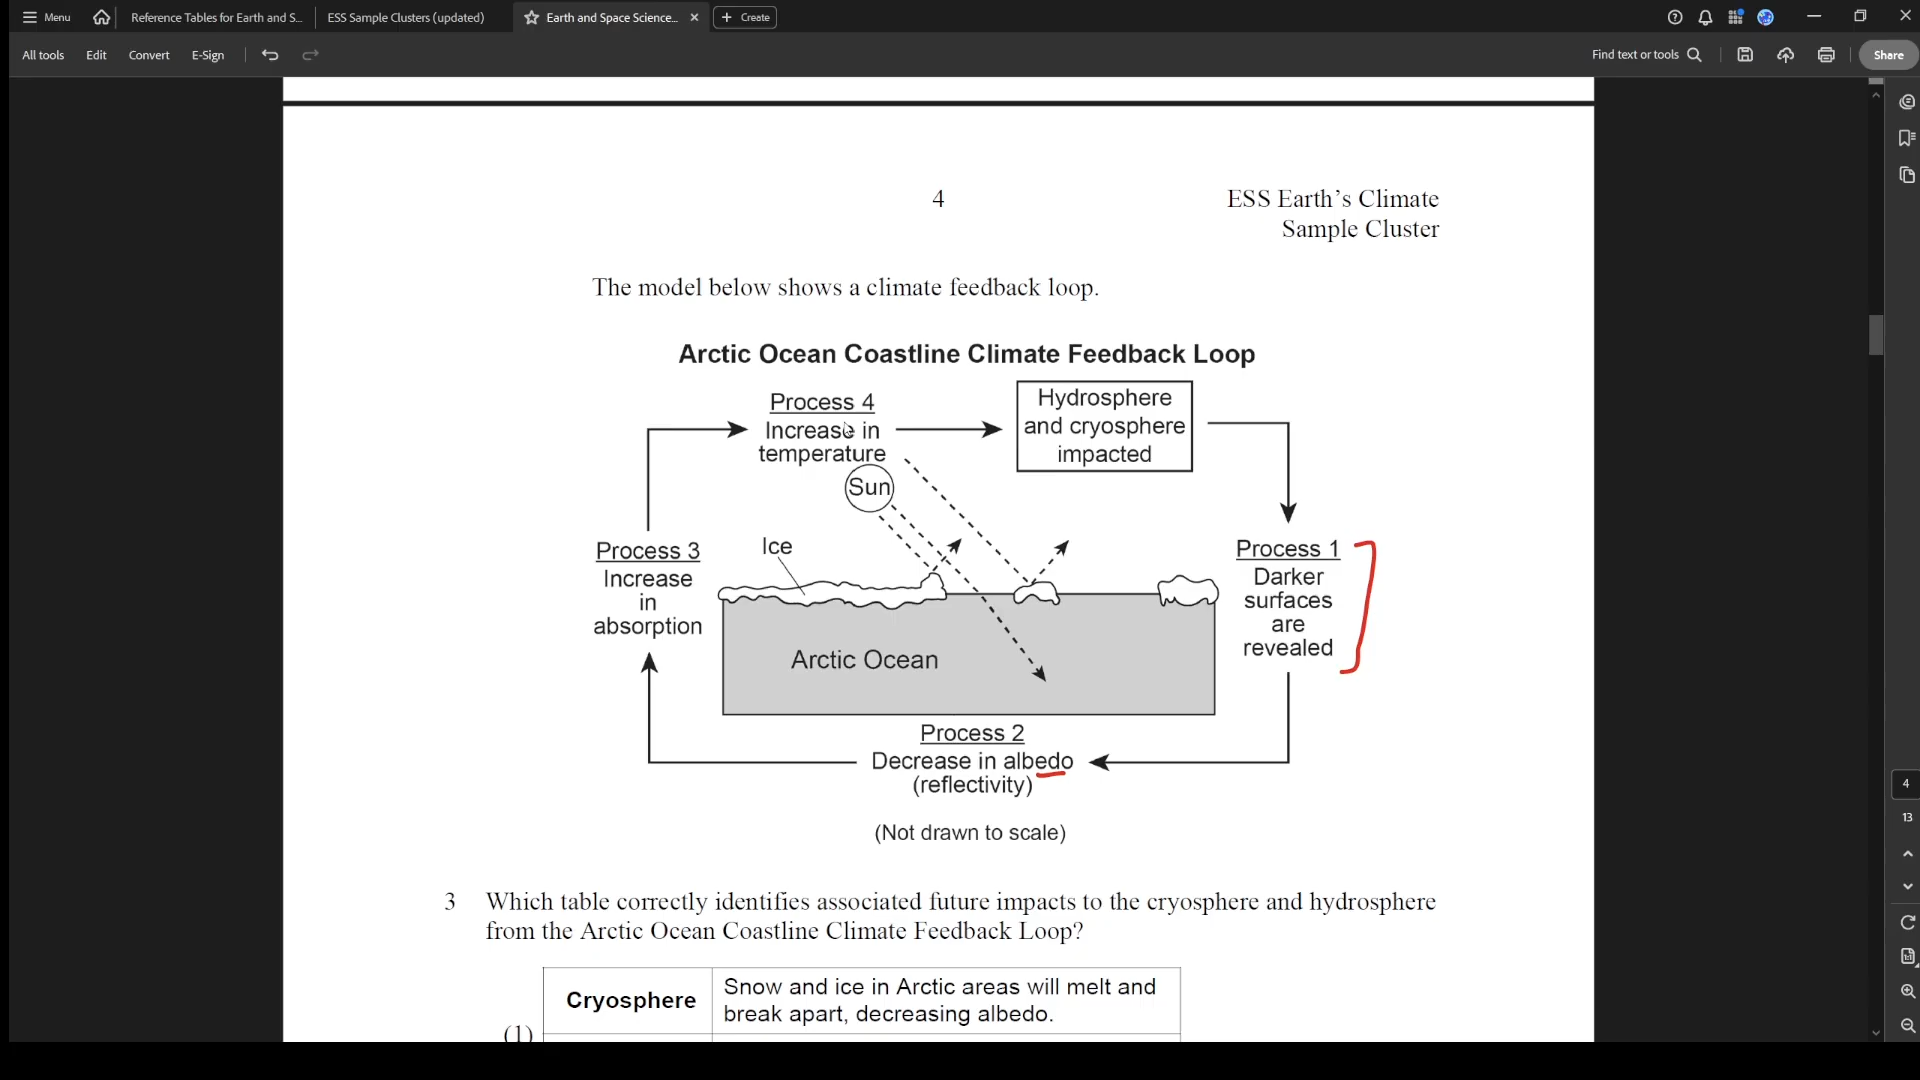 Menu
Reference Tables for Earth and S...
ESS Sample Clusters (updated)
Earth and Space Science...
Create
All tools
Edit
Convert
E-Sign
Find text or tools
Share
4
ESS Earth's Climate
Sample Cluster
The model below shows a climate feedback loop.
Arctic Ocean Coastline Climate Feedback Loop
Process 4
Increase in
temperature
Hydrosphere
and cryosphere
impacted
Sun
Ice
Process 3
Increase
in
absorption
Process 1
Darker
surfaces
are
revealed
Arctic Ocean
Process 2
Decrease in albedo
(reflectivity)
(Not drawn to scale)
4
13
3 Which table correctly identifies associated future impacts to the cryosphere and hydrosphere
from the Arctic Ocean Coastline Climate Feedback Loop?
Cryosphere
Snow and ice in Arctic areas will melt and
break apart, decreasing albedo.
(1)